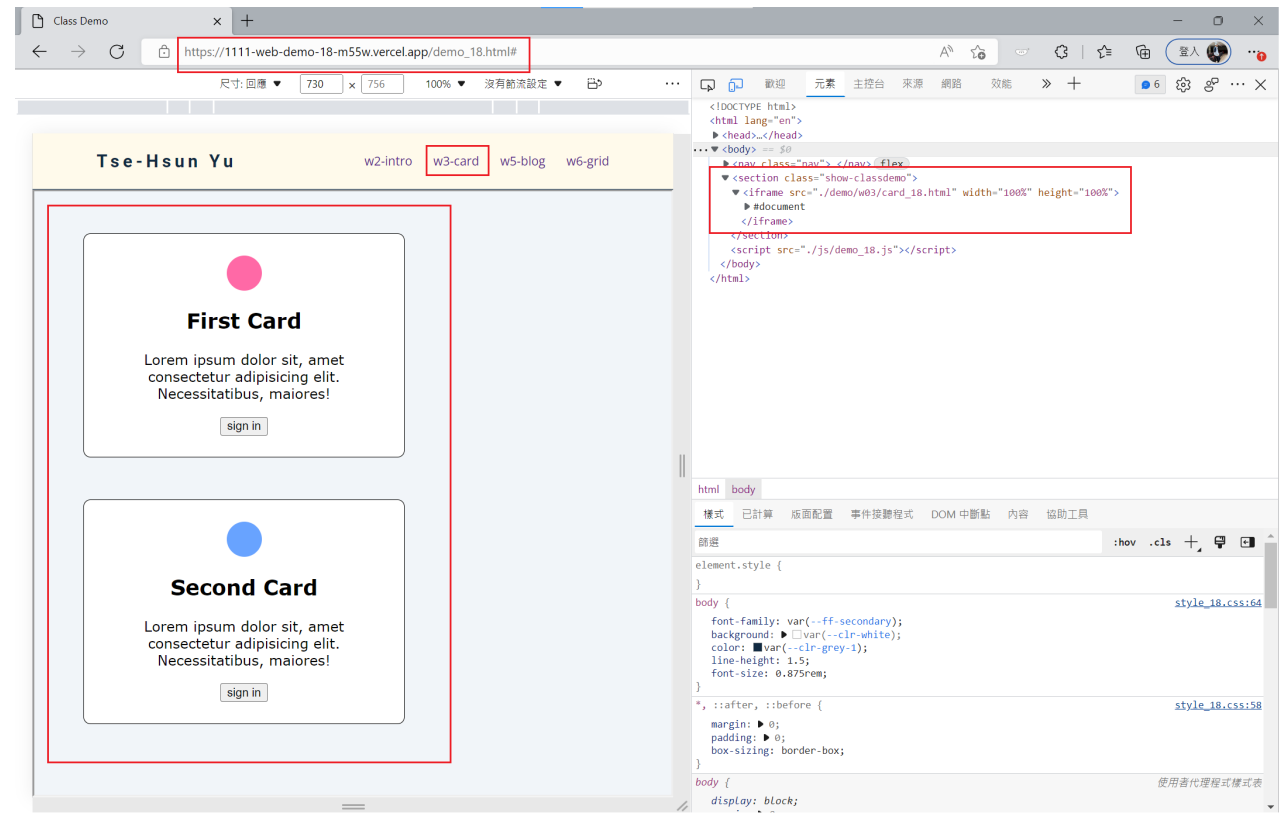 Class Demo
https://1111-web-demo-18-m55w.vercel.app/demo_18.html#
登人
尺寸: 回應 ▼ 730 x 756 100% ▼ 沒有節流設定 ▼
歡迎 元素 主控台 來源 網路 效能 6
<!DOCTYPE html>
<html lang="en">
▶<head>…</head>
···▼<body> == $0
▶<nav class="nav"> </nav> flex
▼<section class="show-classdemo">
▼<iframe src="./demo/w03/card_18.html" width="100%" height="100%">
▶#document
</iframe>
</section>
<script src="./js/demo_18.js"></script>
</body>
</html>
Tse-Hsun Yu w2-intro w3-card w5-blog w6-grid
First Card
Lorem ipsum dolor sit, amet
consectetur adipisicing elit.
Necessitatibus, maiores!
sign in
Second Card
Lorem ipsum dolor sit, amet
consectetur adipisicing elit.
Necessitatibus, maiores!
sign in
html body
樣式 已計算 版面配置 事件接聽程式 DOM 中斷點 內容 協助工具
篩選 :hov .cls
element.style {
}
body { style_18.css:64
font-family: var(--ff-secondary);
background: ▶ var(--clr-white);
color: var(--clr-grey-1);
line-height: 1.5;
font-size: 0.875rem;
}
*, ::after, ::before { style_18.css:58
margin: ▶ 0;
padding: ▶ 0;
box-sizing: border-box;
}
body { 使用者代理程式樣式表
display: block;